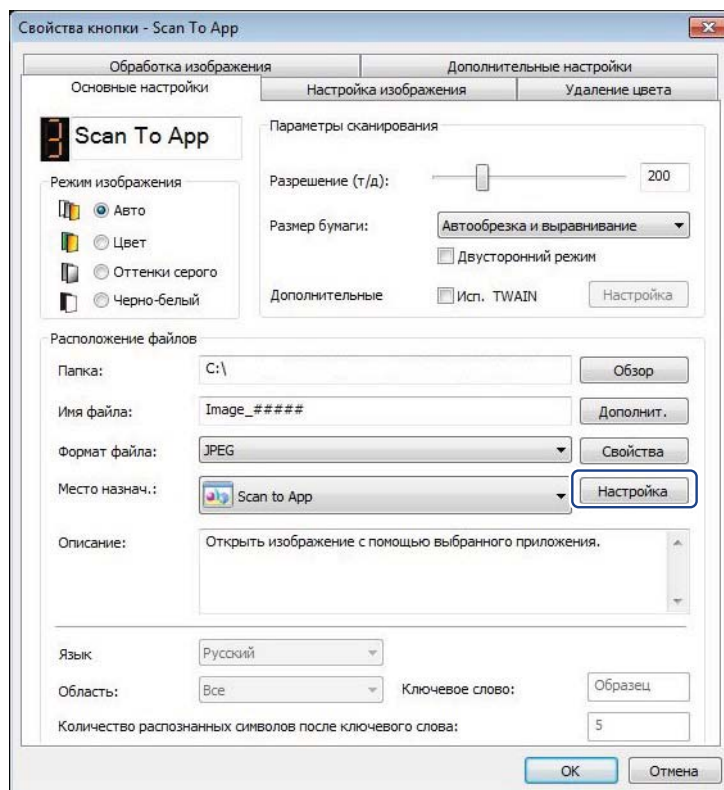 Свойства кнопки - Scan To App
Обработка изображения
Дополнительные настройки
Основные настройки
Настройка изображения
Удаление цвета
3 Scan To App
Режим изображения
Авто
Цвет
Оттенки серого
Черно-белый
Параметры сканирования
Разрешение (т/д): 200
Размер бумаги: Автообрезка и выравнивание
Двусторонний режим
Дополнительные Исп. TWAIN Настройка
Расположение файлов
Папка: C:\ Обзор
Имя файла: Image_##### Дополнит.
Формат файла: JPEG Свойства
Место назнач.: Scan to App Настройка
Описание: Открыть изображение с помощью выбранного приложения.
Язык Русский
Область: Все Ключевое слово: Образец
Количество распознанных символов после ключевого слова: 5
OK Отмена